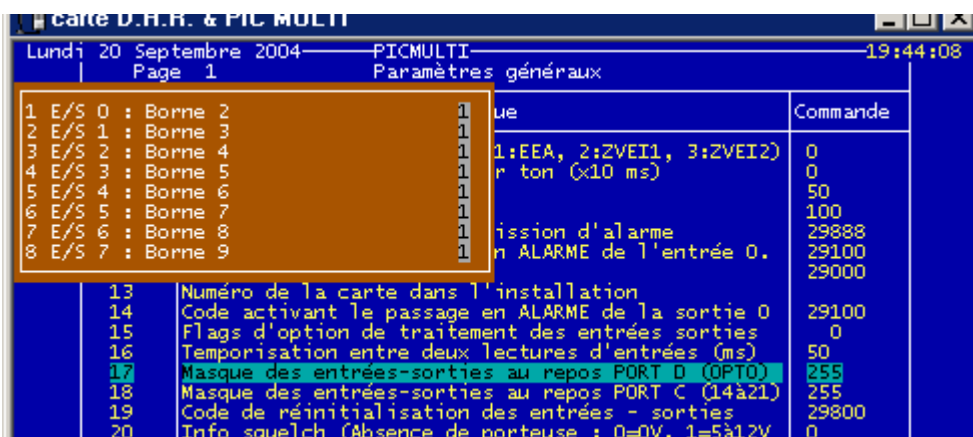 carte D.H.R. & PIC MULTI
Lundi 20 Septembre 2004 PICMULTI 19:44:08
Page 1 Paramètres généraux
1 E/S 0 : Borne 2 1 ue Commande
2 E/S 1 : Borne 3 1
3 E/S 2 : Borne 4 1 1:EEA, 2:ZVEI1, 3:ZVEI2) 0
4 E/S 3 : Borne 5 1 r ton (x10 ms) 0
5 E/S 4 : Borne 6 1 50
6 E/S 5 : Borne 7 1 100
7 E/S 6 : Borne 8 1 ission d'alarme 29888
8 E/S 7 : Borne 9 1 n ALARME de l'entrée 0. 29100
29000
13 Numéro de la carte dans l'installation
14 Code activant le passage en ALARME de la sortie 0 29100
15 Flags d'option de traitement des entrées sorties 0
16 Temporisation entre deux lectures d'entrées (ms) 50
17 Masque des entrées-sorties au repos PORT D (OPTO) 255
18 Masque des entrées-sorties au repos PORT C (14à21) 255
19 Code de réinitialisation des entrées - sorties 29800
20 Info squelch (Absence de porteuse : 0=0V, 1=5à12V 0